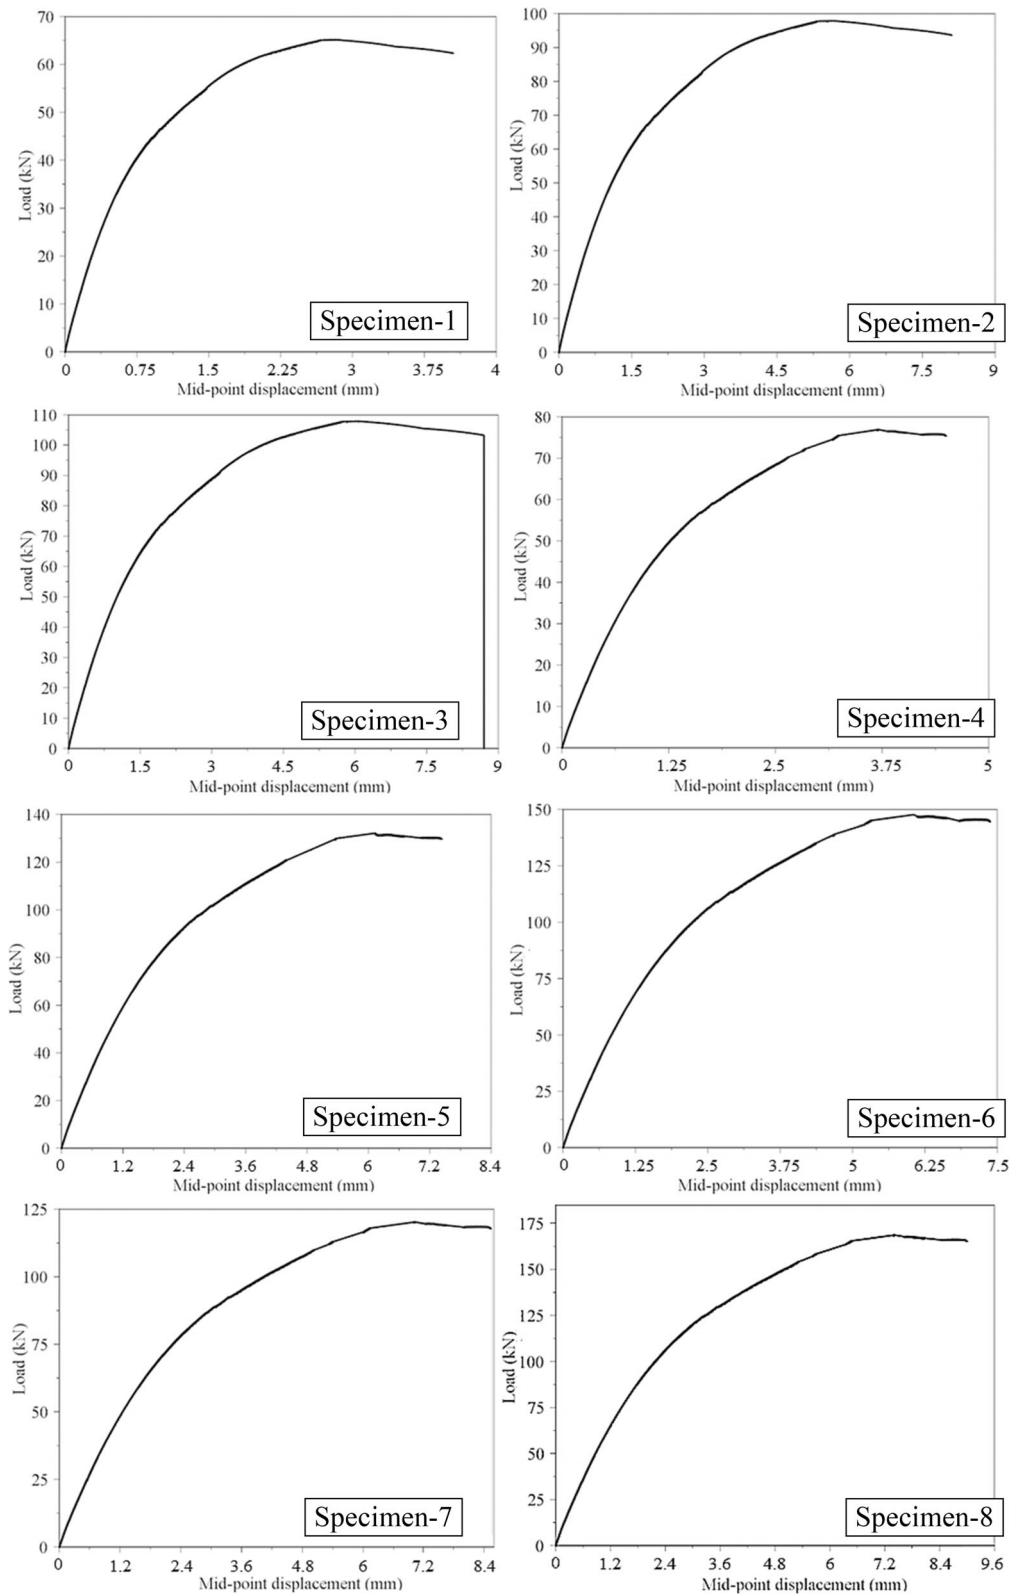 70
60
50
40
30
20
10
0
Load (kN)
Specimen-1
0 0.75 1.5 2.25 3 3.75 4
Mid-point displacement (mm)
100
90
80
70
60
50
40
30
20
10
0
Load (kN)
Specimen-2
0 1.5 3 4.5 6 7.5 9
Mid-point displacement (mm)
110
100
90
80
70
60
50
40
30
20
10
0
Load (kN)
Specimen-3
0 1.5 3 4.5 6 7.5 9
Mid-point displacement (mm)
80
70
60
50
40
30
20
10
0
Load (kN)
Specimen-4
0 1.25 2.5 3.75 5
Mid-point displacement (mm)
140
120
100
80
60
40
20
0
Load (kN)
Specimen-5
0 1.2 2.4 3.6 4.8 6 7.2 8.4
Mid-point displacement (mm)
150
125
100
75
50
25
0
Load (kN)
Specimen-6
0 1.25 2.5 3.75 5 6.25 7.5
Mid-point displacement (mm)
125
100
75
50
25
0
Load (kN)
Specimen-7
0 1.2 2.4 3.6 4.8 6 7.2 8.4
Mid-point displacement (mm)
175
150
125
100
75
50
25
0
Load (kN)
Specimen-8
0 1.2 2.4 3.6 4.8 6 7.2 8.4 9.6
Mid-point displacement (mm)